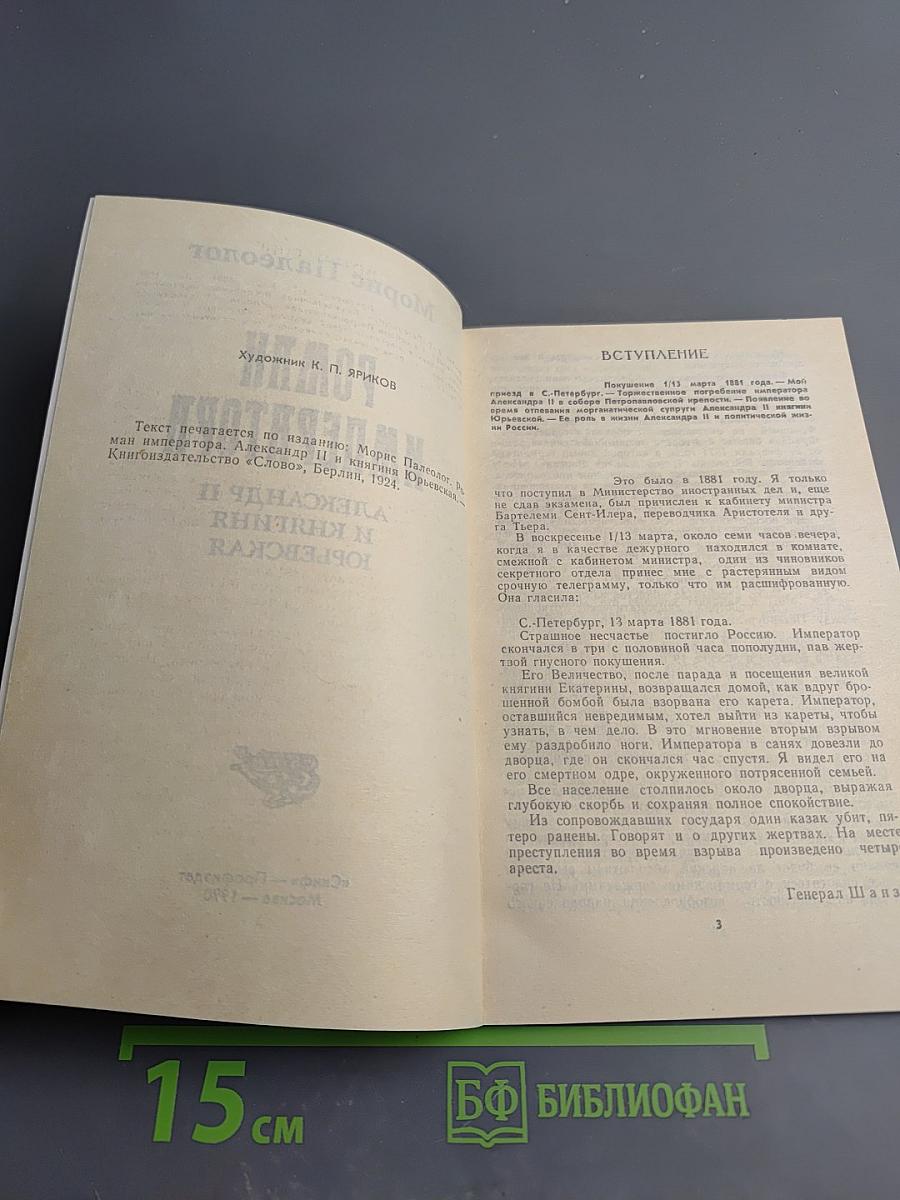 Художник К. П. ЯРИКОВ
Текст печатается по изданию: Морис Палеолог. Ро-
ман императора. Александр II и княгиня Юрьевская.—
Книгоиздательство «Слово», Берлин, 1924.
Морис Палеолог
РОМАН
ИМПЕРАТОРА
АЛЕКСАНДР II
И КНЯГИНЯ
ЮРЬЕВСКАЯ
«Скиф» — Профиздат
Москва — 1990
ВСТУПЛЕНИЕ
Покушение 1/13 марта 1881 года. — Мой
приезд в С.-Петербург. — Торжественное погребение императора
Александра II в соборе Петропавловской крепости. — Появление во
время отпевания морганатической супруги Александра II княгини
Юрьевской. — Ее роль в жизни Александра II и политической жиз-
ни России.
Это было в 1881 году. Я только
что поступил в Министерство иностранных дел и, еще
не сдав экзамена, был причислен к кабинету министра
Бартелеми Сент-Илера, переводчика Аристотеля и дру-
га Тьера.
В воскресенье 1/13 марта, около семи часов вечера,
когда я в качестве дежурного находился в комнате,
смежной с кабинетом министра, один из чиновников
секретного отдела принес мне с растерянным видом
срочную телеграмму, только что им расшифрованную.
Она гласила:
С.-Петербург, 13 марта 1881 года.
Страшное несчастье постигло Россию. Император
скончался в три с половиной часа пополудни, пав жер-
твой гнусного покушения.
Его Величество, после парада и посещения великой
княгини Екатерины, возвращался домой, как вдруг бро-
шенной бомбой была взорвана его карета. Император,
оставшийся невредимым, хотел выйти из кареты, чтобы
узнать, в чем дело. В это мгновение вторым взрывом
ему раздробило ноги. Императора в санях довезли до
дворца, где он скончался час спустя. Я видел его на
его смертном одре, окруженного потрясенной семьей.
Все население столпилось около дворца, выражая
глубокую скорбь и сохраняя полное спокойствие.
Из сопровождавших государя один казак убит, пя-
теро ранены. Говорят и о других жертвах. На месте
преступления во время взрыва произведено четыре
ареста.
Генерал Шанз
3
15 см
БФ БИБЛИОФАН